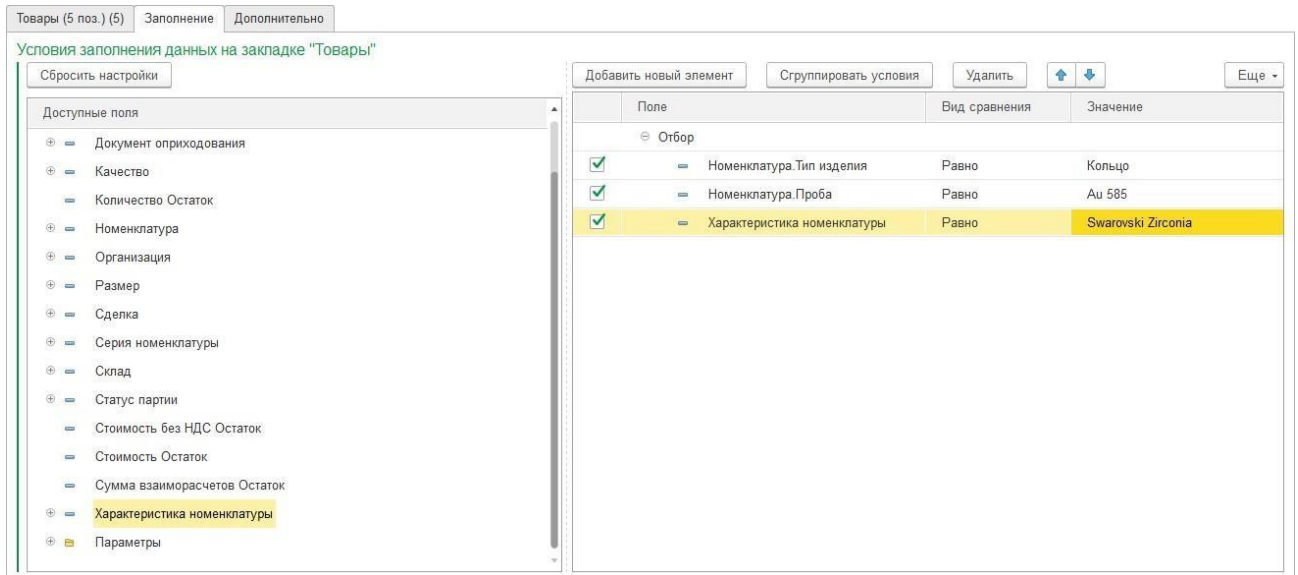 Товары (5 поз.) (5) Заполнение Дополнительно
Условия заполнения данных на закладке "Товары"
Сбросить настройки
Доступные поля
Документ оприходования
Качество
Количество Остаток
Номенклатура
Организация
Размер
Сделка
Серия номенклатуры
Склад
Статус партии
Стоимость без НДС Остаток
Стоимость Остаток
Сумма взаиморасчетов Остаток
Характеристика номенклатуры
Параметры
Добавить новый элемент Сгруппировать условия Удалить Еще
Поле Вид сравнения Значение
Отбор
Номенклатура.Тип изделия Равно Кольцо
Номенклатура.Проба Равно Au 585
Характеристика номенклатуры Равно Swarovski Zirconia